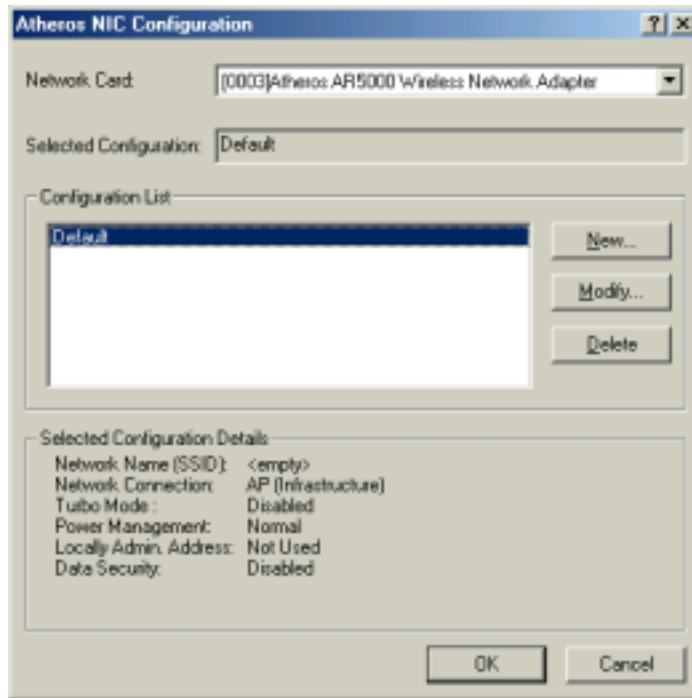 Atheros NIC Configuration
Network Card: [0003]Atheros AR5000 Wireless Network Adapter
Selected Configuration: Default
Configuration List
Default
New...
Modify...
Delete
Selected Configuration Details
Network Name (SSID): <empty>
Network Connection: AP (Infrastructure)
Turbo Mode : Disabled
Power Management: Normal
Locally Admin. Address: Not Used
Data Security: Disabled
OK Cancel